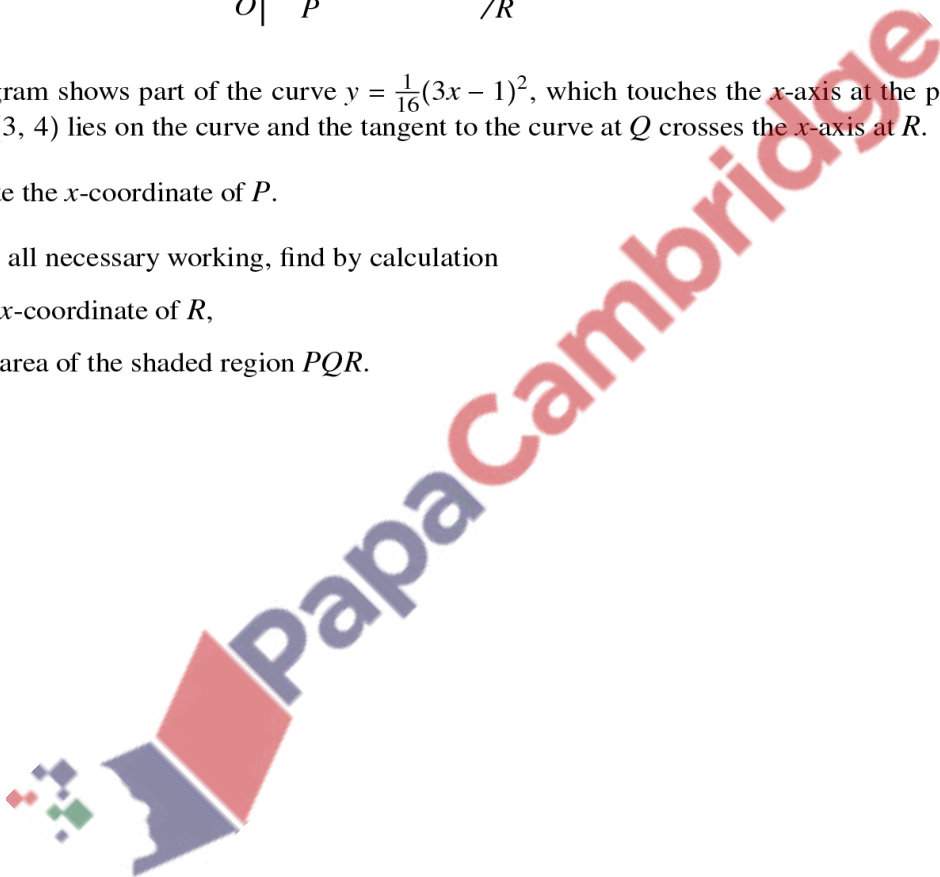 O P /R
gram shows part of the curve y = 1/16(3x − 1)², which touches the x-axis at the p
3, 4) lies on the curve and the tangent to the curve at Q crosses the x-axis at R.
e the x-coordinate of P.
all necessary working, find by calculation
x-coordinate of R,
area of the shaded region PQR.
PapaCambridge